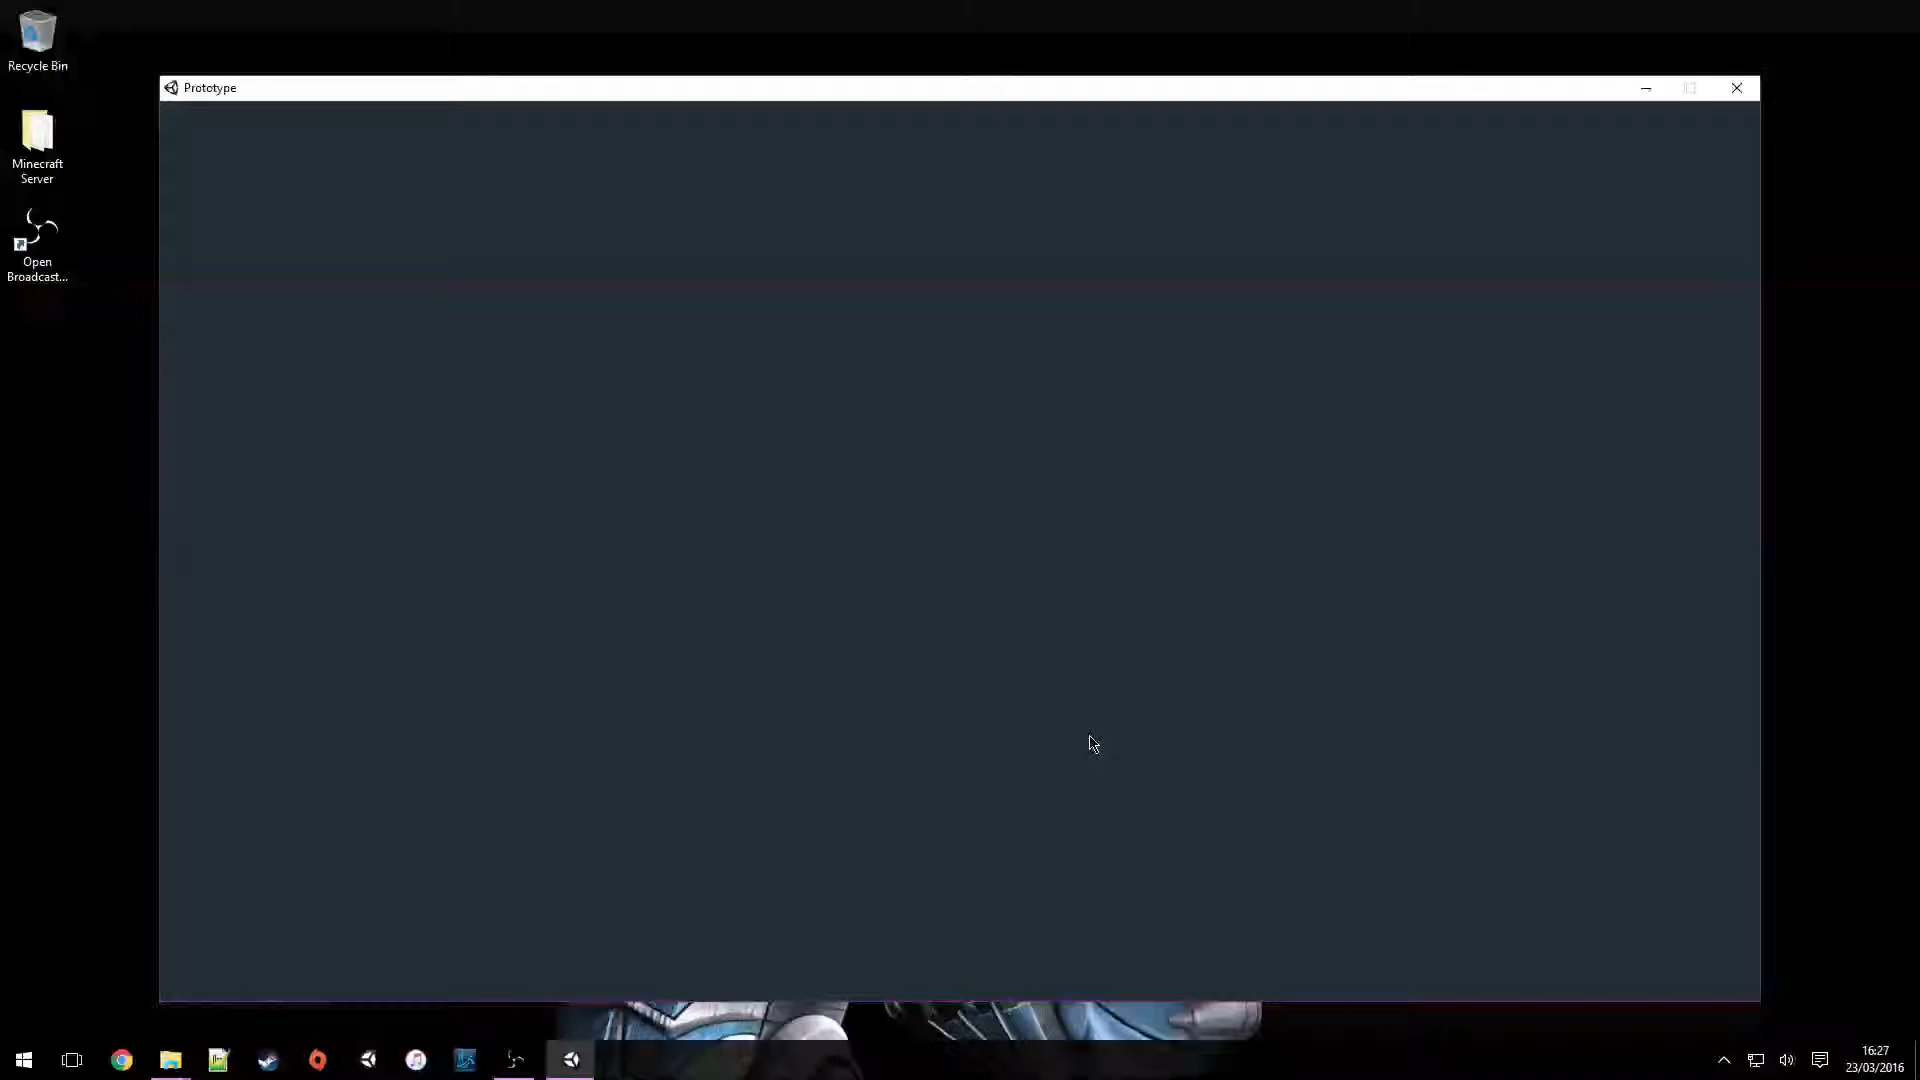 Recycle Bin
Prototype
Minecraft
Server
Open
Broadcast...
16:27
23/03/2016